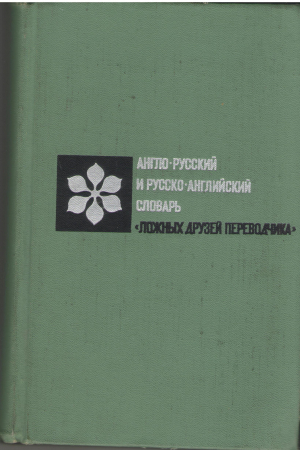 АНГЛО-РУССКИЙ
И РУССКО-АНГЛИЙСКИЙ
СЛОВАРЬ
«ЛОЖНЫХ ДРУЗЕЙ ПЕРЕВОДЧИКА»